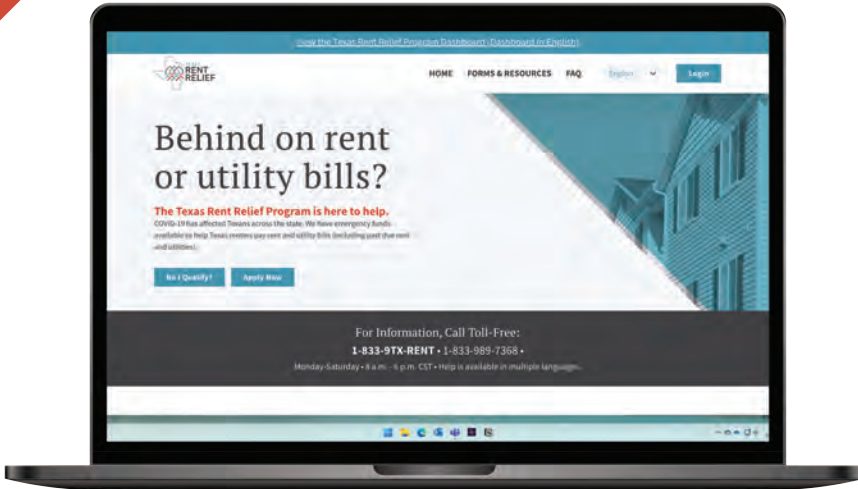 View the Texas Rent Relief Program Dashboard (Dashboard in English)
RENT
RELIEF
HOME FORMS & RESOURCES FAQ English Login
Behind on rent
or utility bills?
The Texas Rent Relief Program is here to help.
COVID-19 has affected Texans across the state. We have emergency funds
available to help Texas renters pay rent and utility bills (including past due rent
and utilities).
Do I Qualify? Apply Now
For Information, Call Toll-Free:
1-833-9TX-RENT • 1-833-989-7368 •
Monday-Saturday • 8 a.m. - 6 p.m. CST • Help is available in multiple languages.